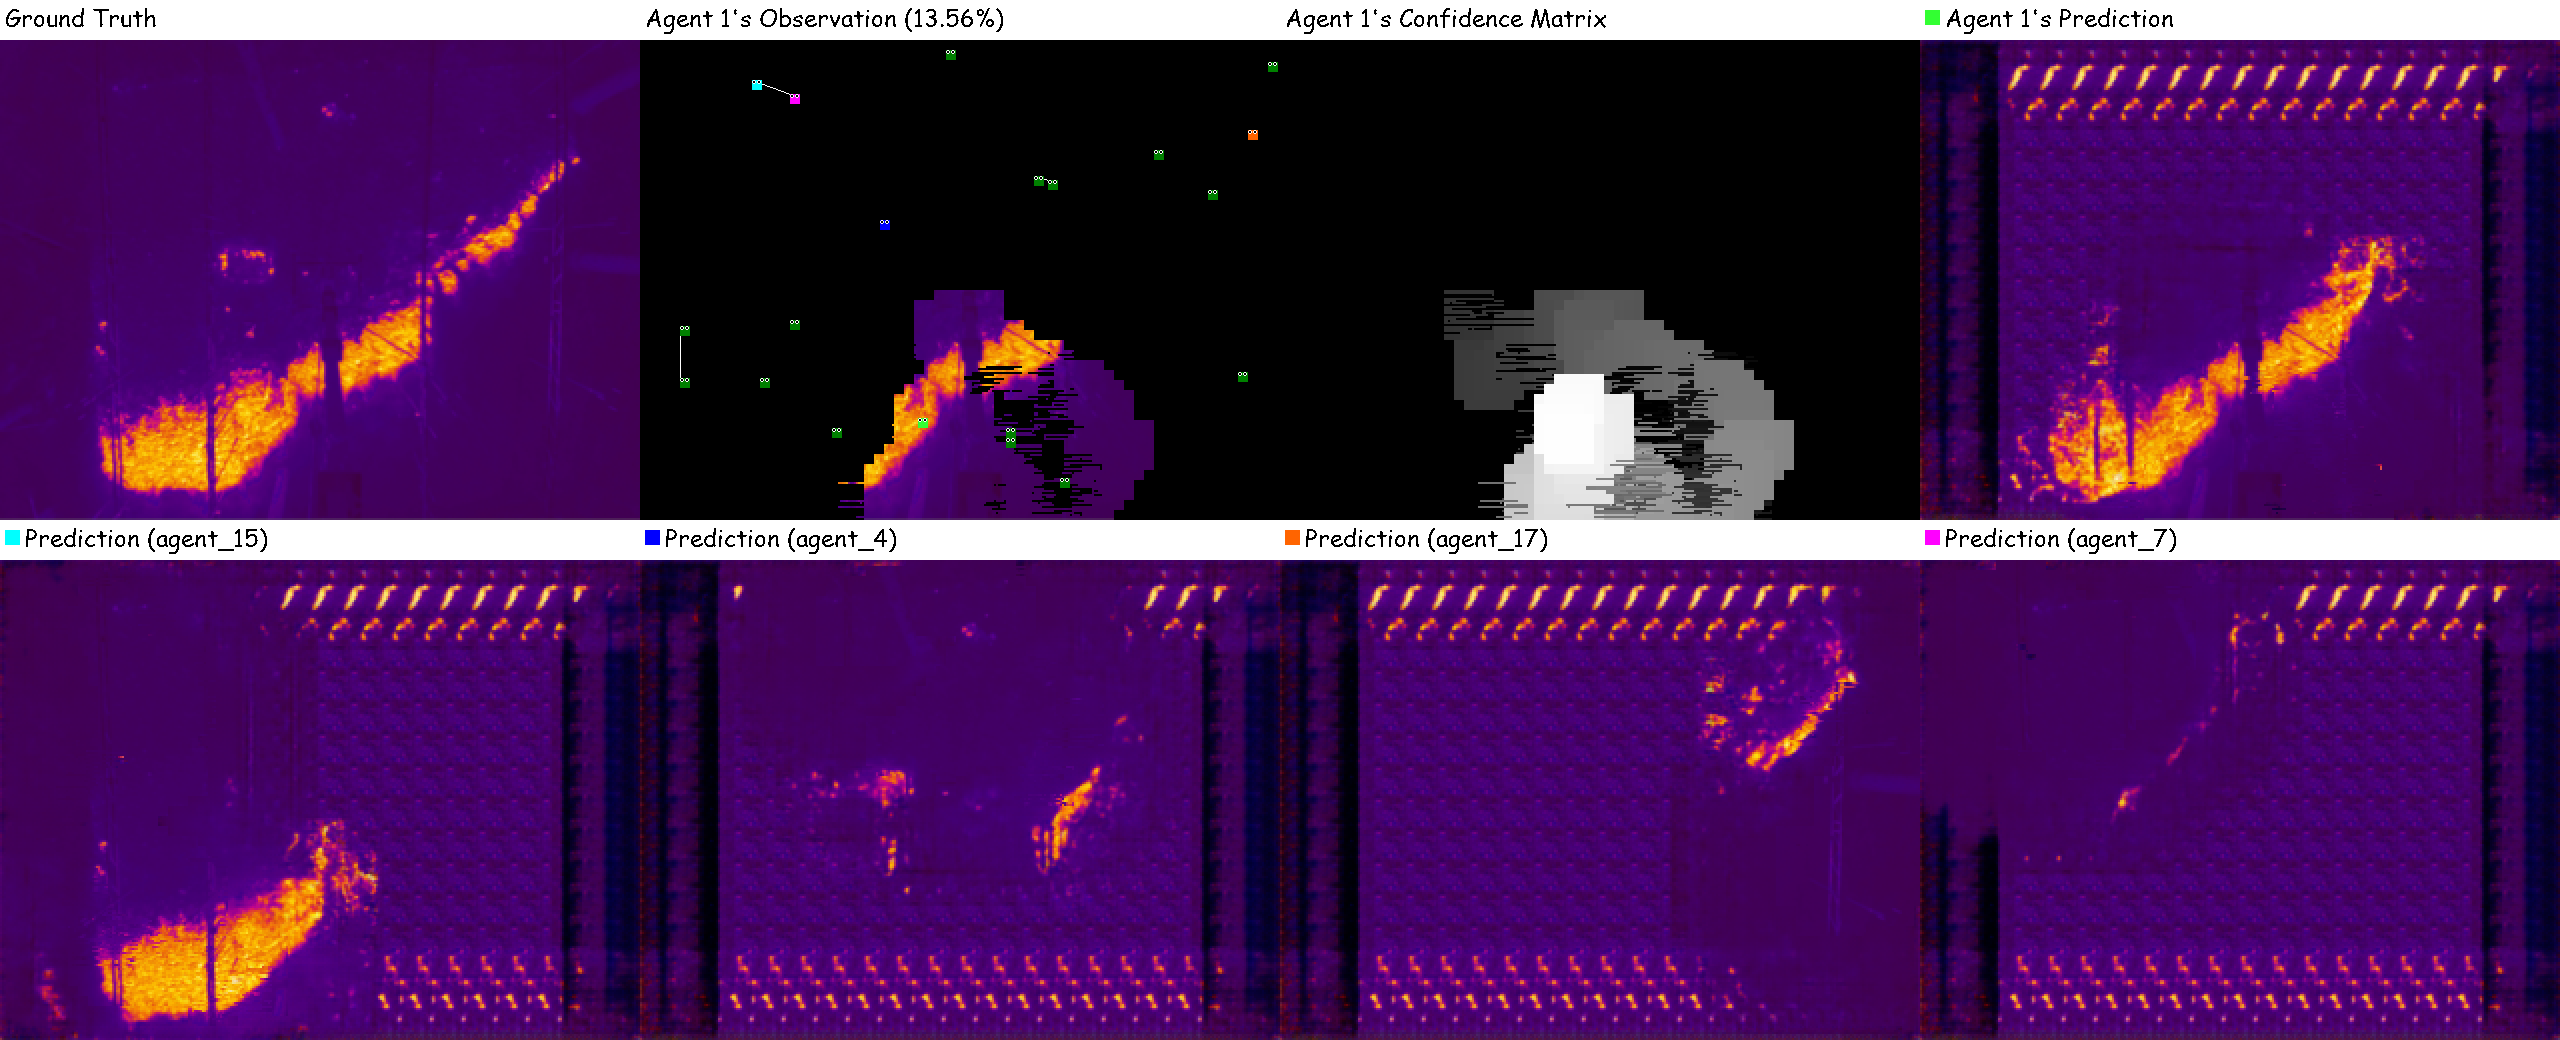 Ground Truth
Agent 1's Observation (13.56%)
Agent 1's Confidence Matrix
Agent 1's Prediction
Prediction (agent_15)
Prediction (agent_4)
Prediction (agent_17)
Prediction (agent_7)